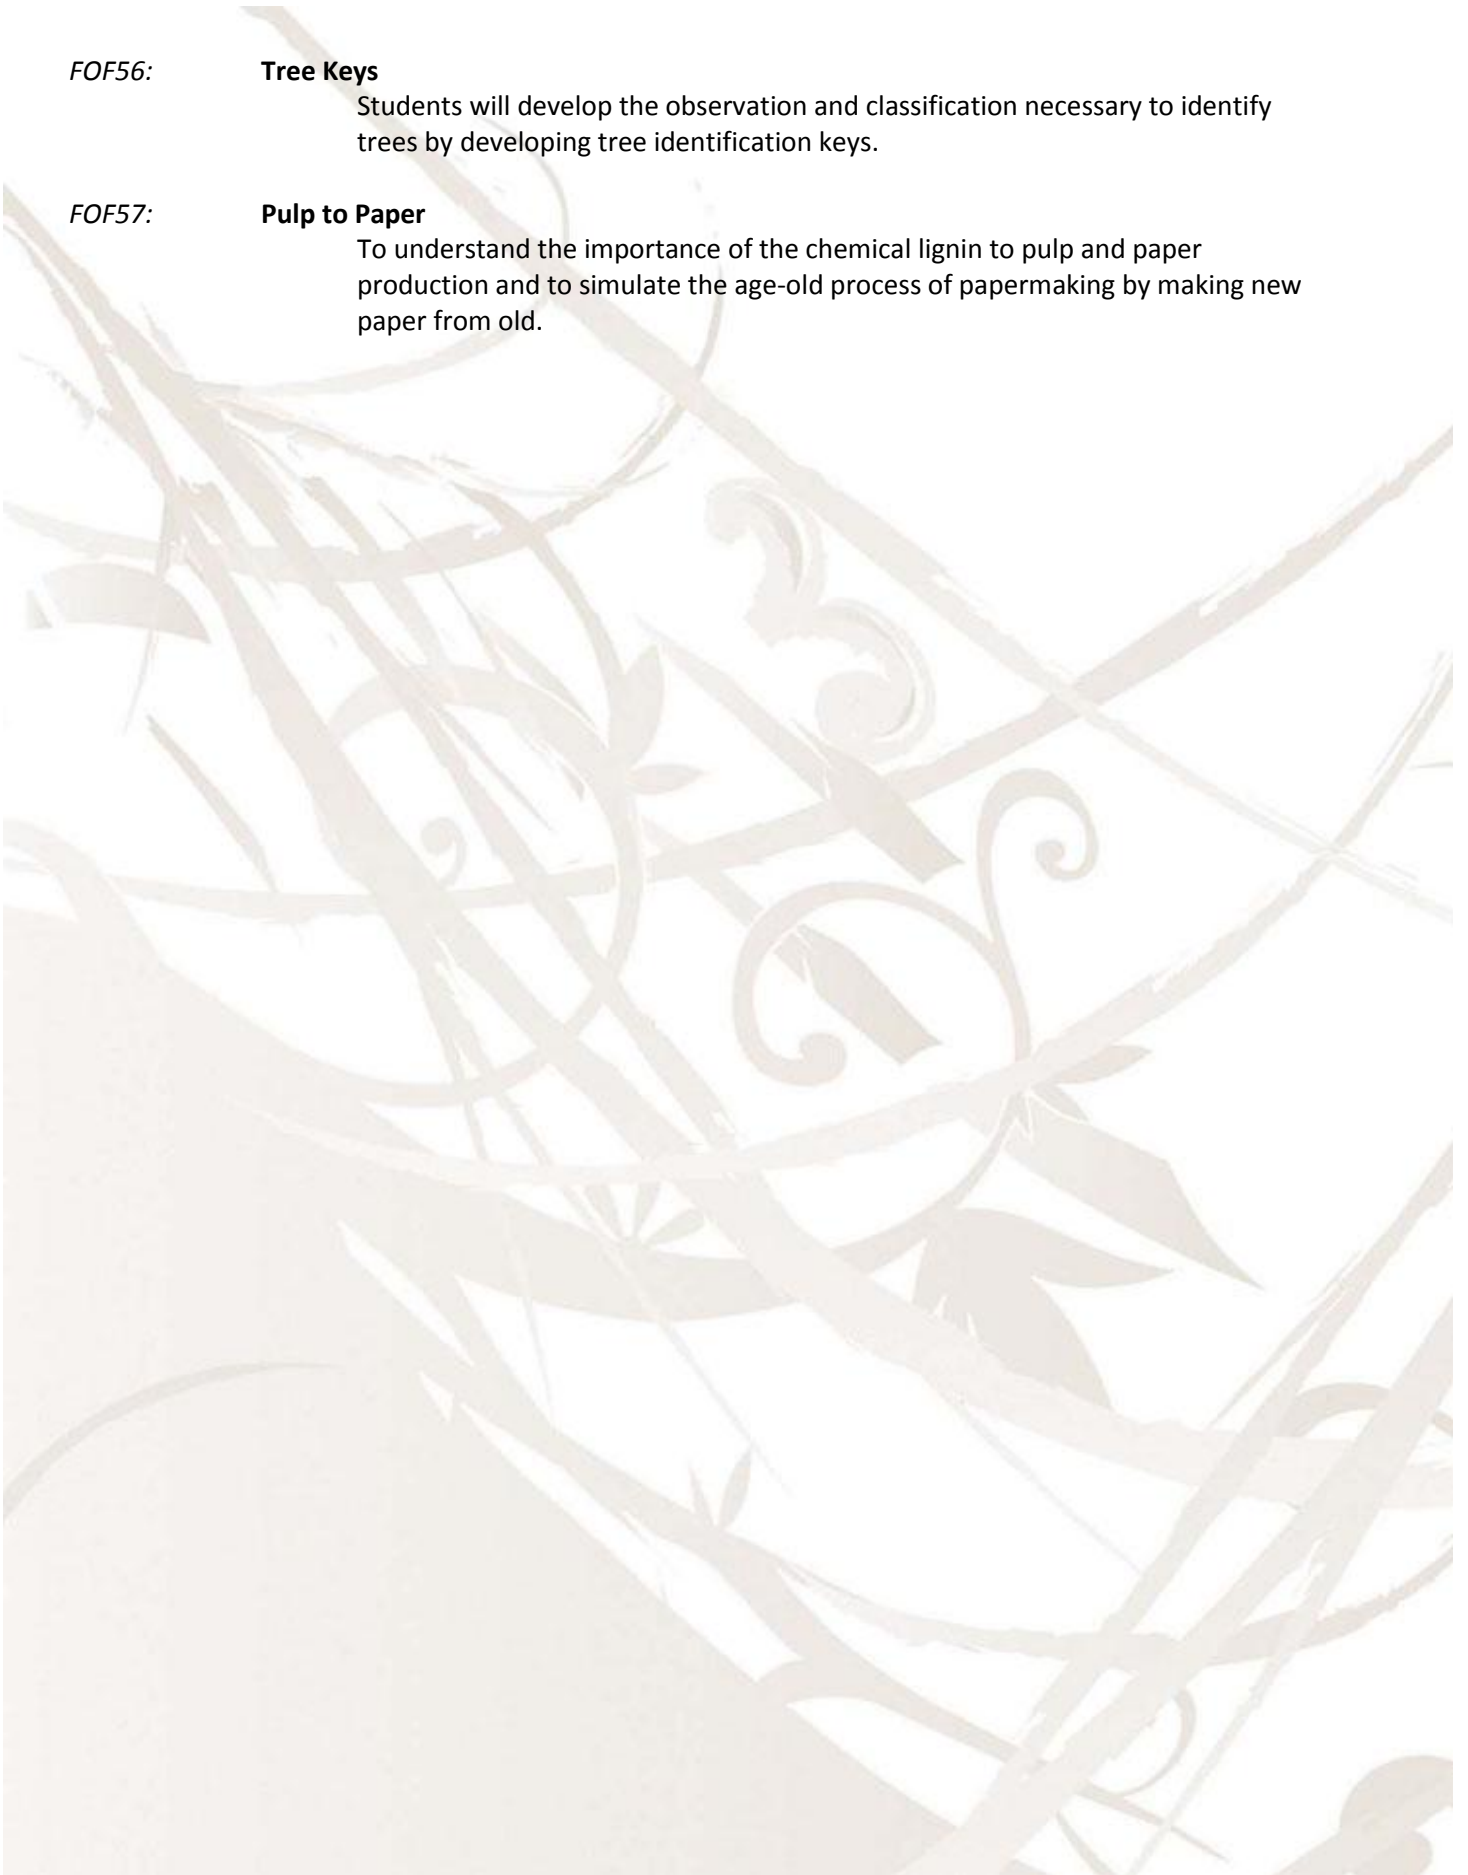 FOF56: Tree Keys
Students will develop the observation and classification necessary to identify
trees by developing tree identification keys.
FOF57: Pulp to Paper
To understand the importance of the chemical lignin to pulp and paper
production and to simulate the age-old process of papermaking by making new
paper from old.